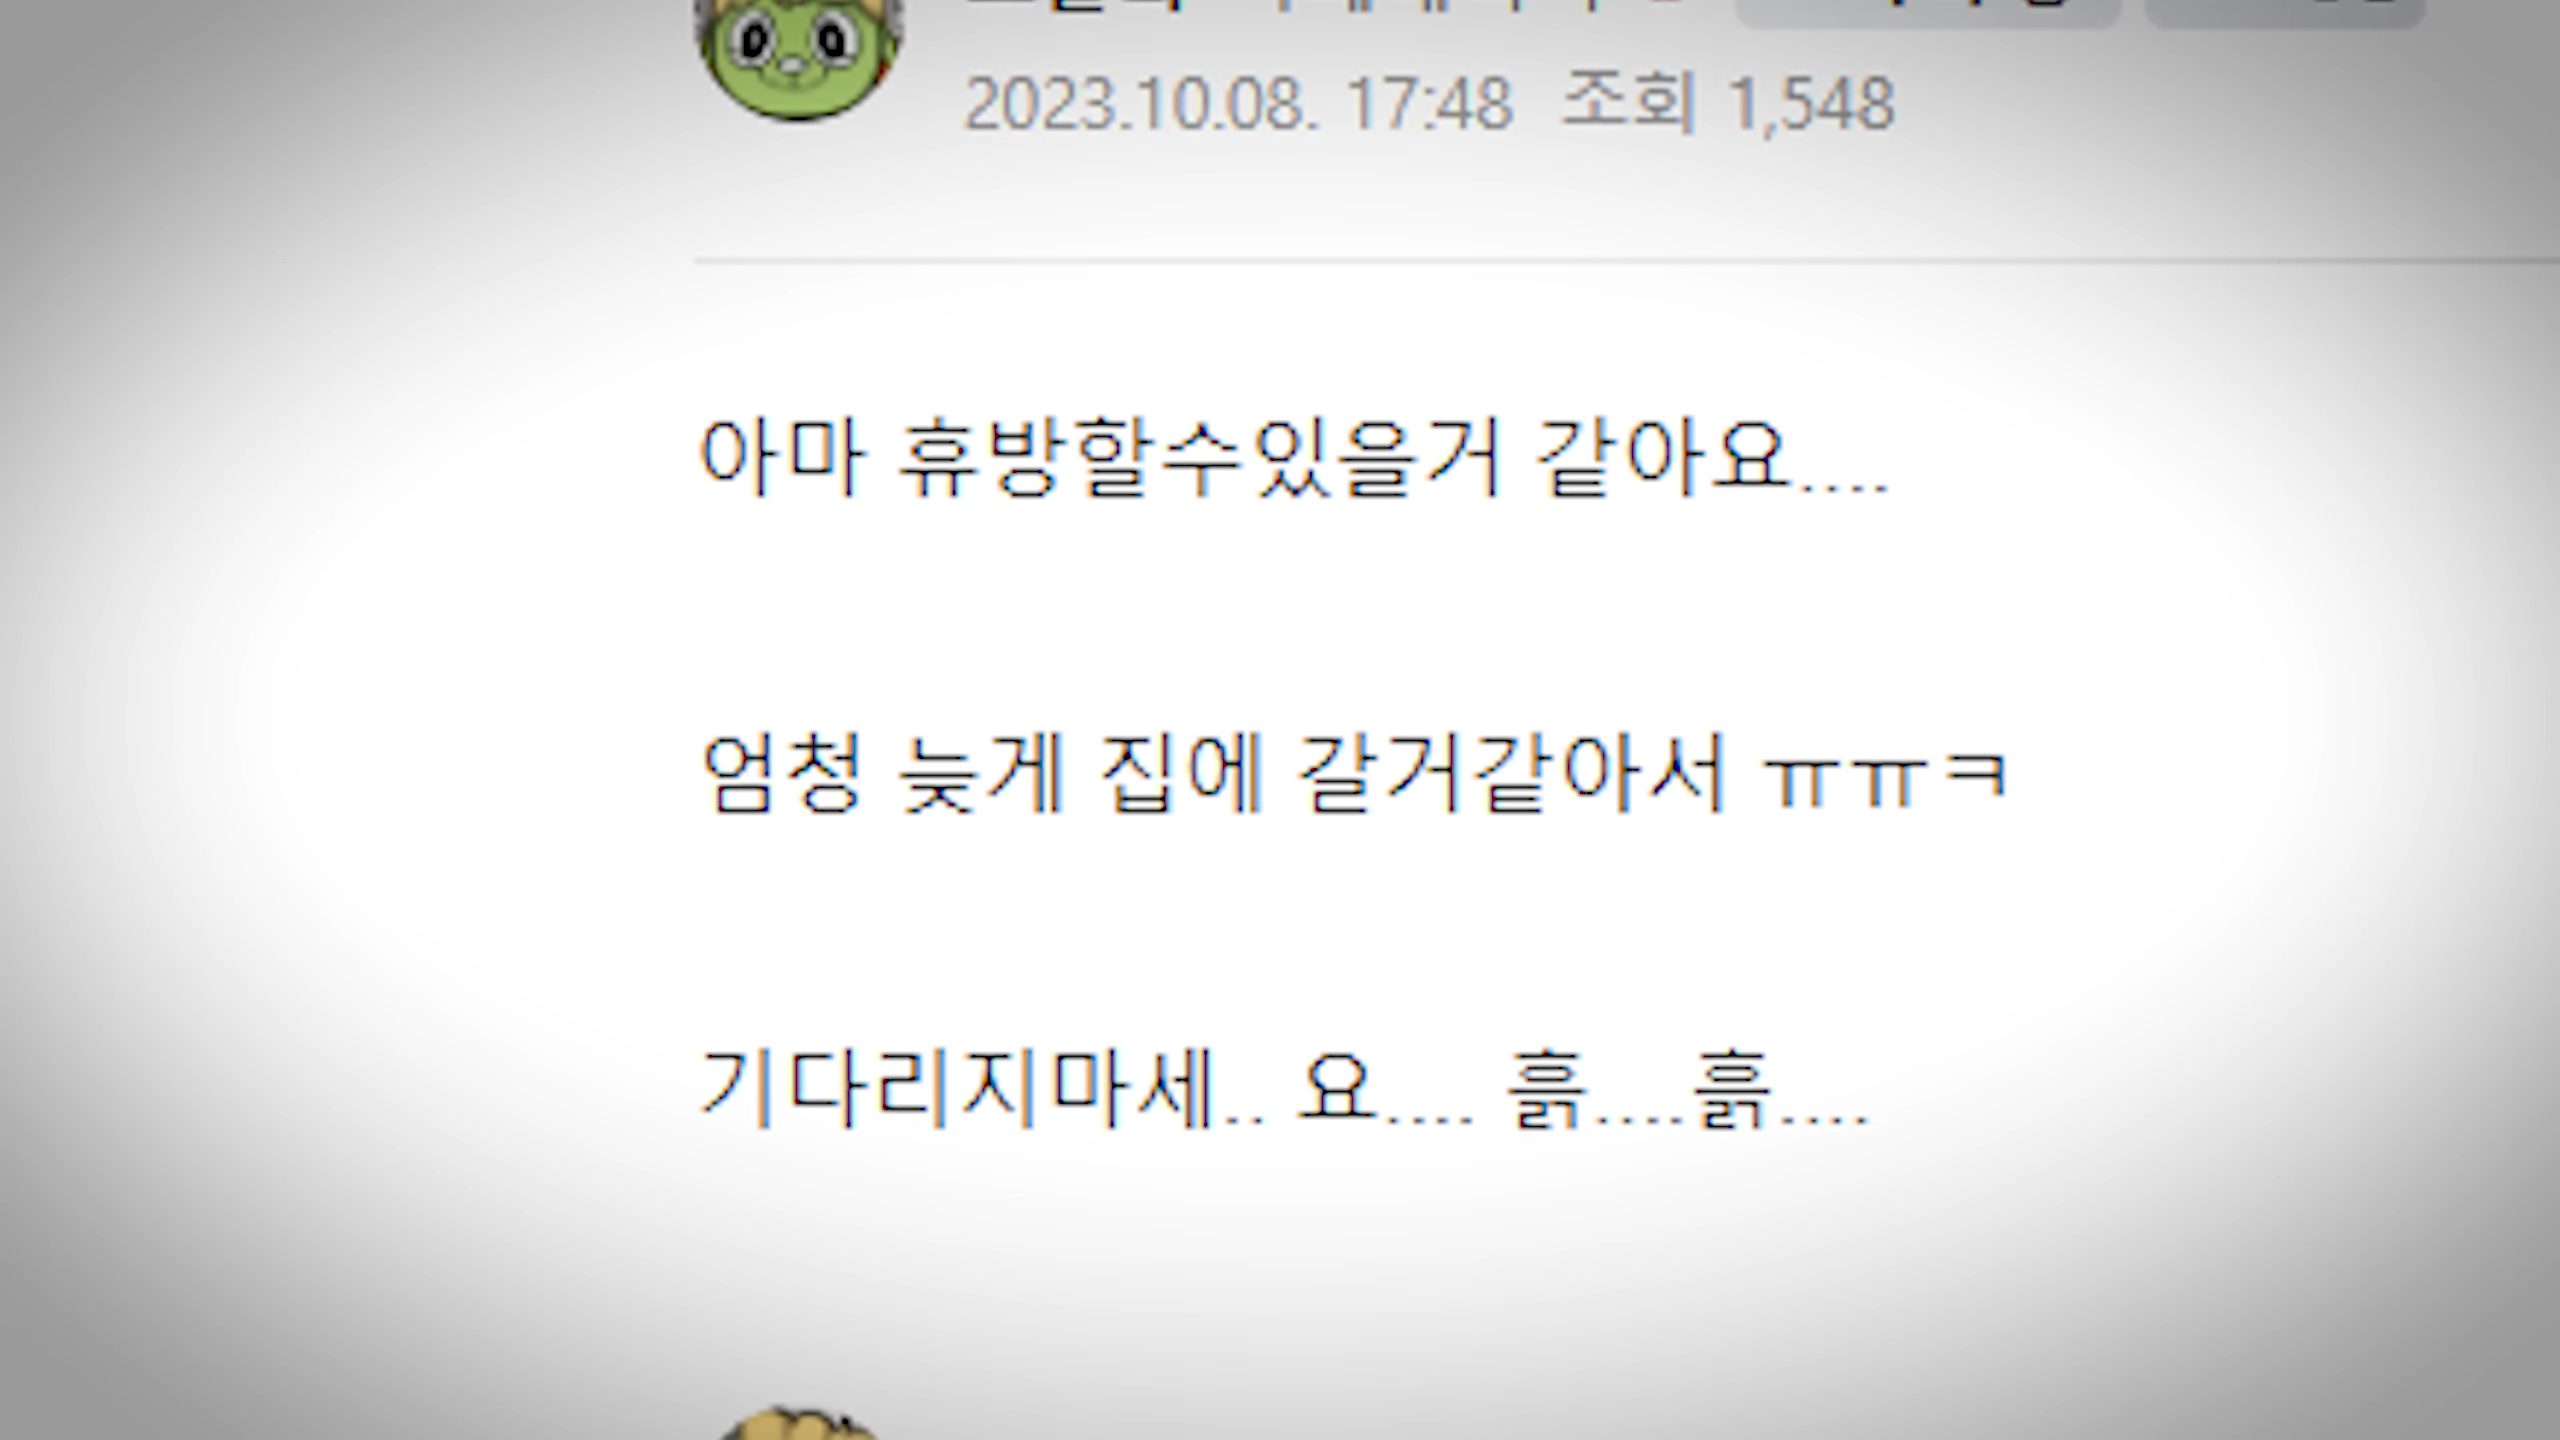 2023.10.08. 17:48 조회 1,548
아마 휴방할수있을거 같아요....
엄청 늦게 집에 갈거같아서 ㅠㅠㅋ
기다리지마세.. 요.... 흙....흙....